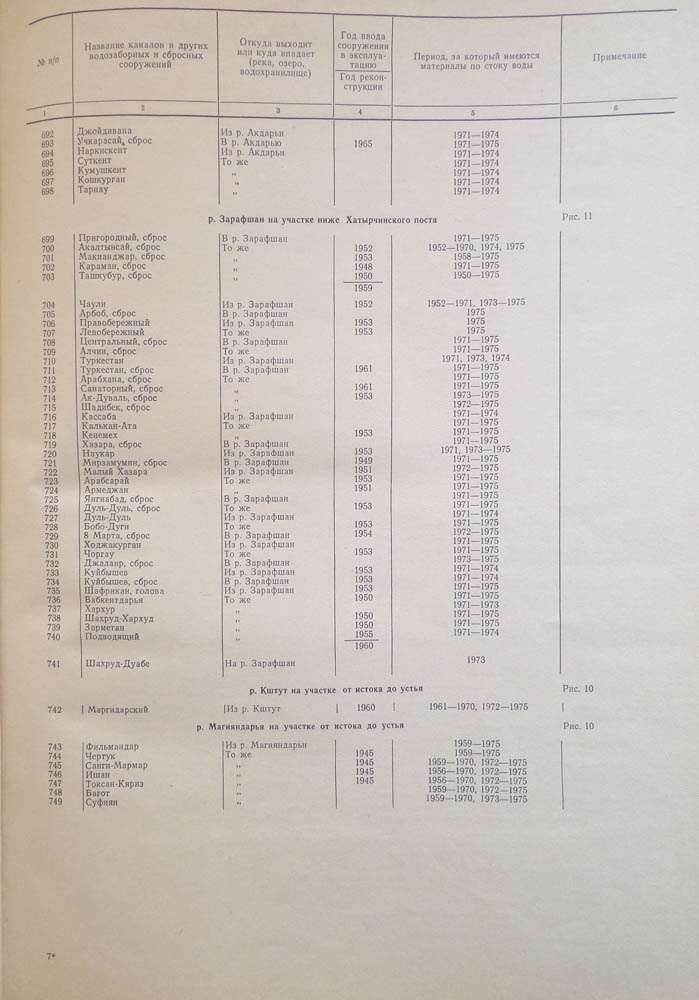 № п/п | Название каналов и других водозаборных и сбросных сооружений | Откуда выходит или куда впадает (река, озеро, водохранилище) | Год ввода сооружения в эксплуатацию / Год реконструкции | Период, за который имеются материалы по стоку воды | Примечание
1 | 2 | 3 | 4 | 5 | 6
692 Джойдивана Из р. Акдарьи 1971—1974
693 Учкарасай, сброс В р. Акдарью 1965 1971—1975
694 Наркискент Из р. Акдарьи 1971—1974
695 Суткент То же 1971—1974
696 Кумушкент „ 1971—1974
697 Кошкурган „ 1971—1974
698 Тарнау „ 1971—1974
р. Зарафшан на участке ниже Хатырчинского поста Рис. 11
699 Пригородный, сброс В р. Зарафшан 1971—1975
700 Акалтынсай, сброс То же 1952 1952—1970, 1974, 1975
701 Макианджар, сброс „ 1953 1958—1975
702 Караман, сброс „ 1948 1971—1975
703 Ташкубур, сброс „ 1950 1950—1975
1959
704 Чаули Из р. Зарафшан 1952 1952—1971, 1973—1975
705 Арбоб, сброс В р. Зарафшан 1975
706 Правобережный Из р. Зарафшан 1953 1975
707 Левобережный То же 1953 1975
708 Центральный, сброс В р. Зарафшан 1971—1975
709 Алчин, сброс То же 1971—1975
710 Туркестан Из р. Зарафшан 1971, 1973, 1974
711 Туркестан, сброс В р. Зарафшан 1961 1971—1975
712 Арабхана, сброс То же 1971—1975
713 Санаторный, сброс „ 1961 1971—1975
714 Ак-Дуваль, сброс „ 1953 1973—1975
715 Шадибек, сброс „ 1972—1975
716 Кассаба Из р. Зарафшан 1971—1974
717 Калькан-Ата То же 1971—1975
718 Кенемех „ 1953 1971—1975
719 Хазара, сброс В р. Зарафшан 1971—1975
720 Наукар Из р. Зарафшан 1953 1971, 1973—1975
721 Мирзамумин, сброс В р. Зарафшан 1949 1971—1975
722 Малый Хазара Из р. Зарафшан 1951 1972—1975
723 Арабсарай То же 1953 1971—1975
724 Армеджан „ 1951 1971—1975
725 Янгиабад, сброс В р. Зарафшан 1971—1975
726 Дуль-Дуль, сброс То же 1953 1971—1975
727 Дуль-Дуль Из р. Зарафшан 1971—1974
728 Бобо-Дуги То же 1953 1971—1975
729 8 Марта, сброс В р. Зарафшан 1954 1972—1975
730 Ходжакурган Из р. Зарафшан 1971—1975
731 Чоргау То же 1953 1971—1975
732 Джалаир, сброс В р. Зарафшан 1973—1975
733 Куйбышев Из р. Зарафшан 1953 1971—1974
734 Куйбышев, сброс В р. Зарафшан 1953 1971—1974
735 Шафрикан, голова Из р. Зарафшан 1953 1971—1975
736 Вабкентдарья То же 1950 1971—1975
737 Хархур „ 1971—1973
738 Шахруд-Хархуд „ 1950 1971—1975
739 Зарметан „ 1950 1971—1975
740 Подводящий „ 1955 1971—1974
1960
741 Шахруд-Дуабе На р. Зарафшан 1973
р. Кштут на участке от истока до устья Рис. 10
742 Маргидарский Из р. Кштут 1960 1961—1970, 1972—1975
р. Магияндарья на участке от истока до устья Рис. 10
743 Фильмандар Из р. Магияндарьи 1959—1975
744 Чертук То же 1945 1959—1975
745 Санги-Мармар „ 1945 1959—1970, 1972—1975
746 Ишан „ 1945 1956—1970, 1972—1975
747 Токсан-Кяриз „ 1945 1956—1970, 1972—1975
748 Вагот „ 1959—1970, 1972—1975
749 Суфиян „ 1959—1970, 1973—1975
7*